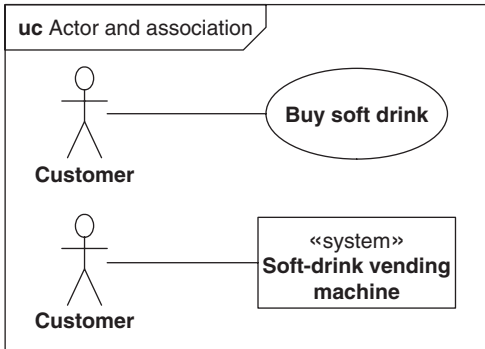 uc Actor and association
Buy soft drink
Customer
«system»
Soft-drink vending
machine
Customer